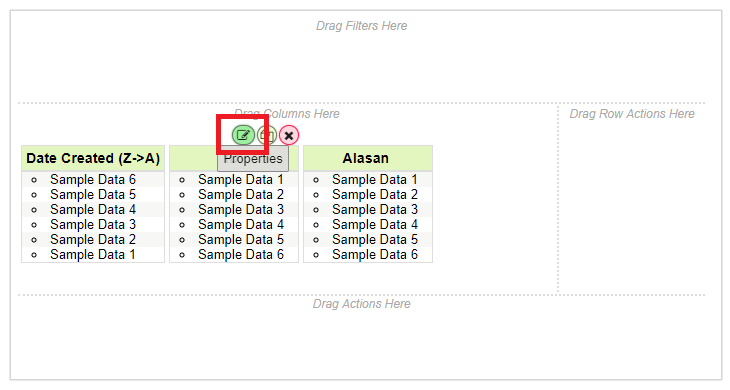 Drag Filters Here
Drag Columns Here
Drag Row Actions Here
Properties
Date Created (Z->A)
Alasan
Sample Data 6
Sample Data 1
Sample Data 1
Sample Data 5
Sample Data 2
Sample Data 2
Sample Data 4
Sample Data 3
Sample Data 3
Sample Data 3
Sample Data 4
Sample Data 4
Sample Data 2
Sample Data 5
Sample Data 5
Sample Data 1
Sample Data 6
Sample Data 6
Drag Actions Here